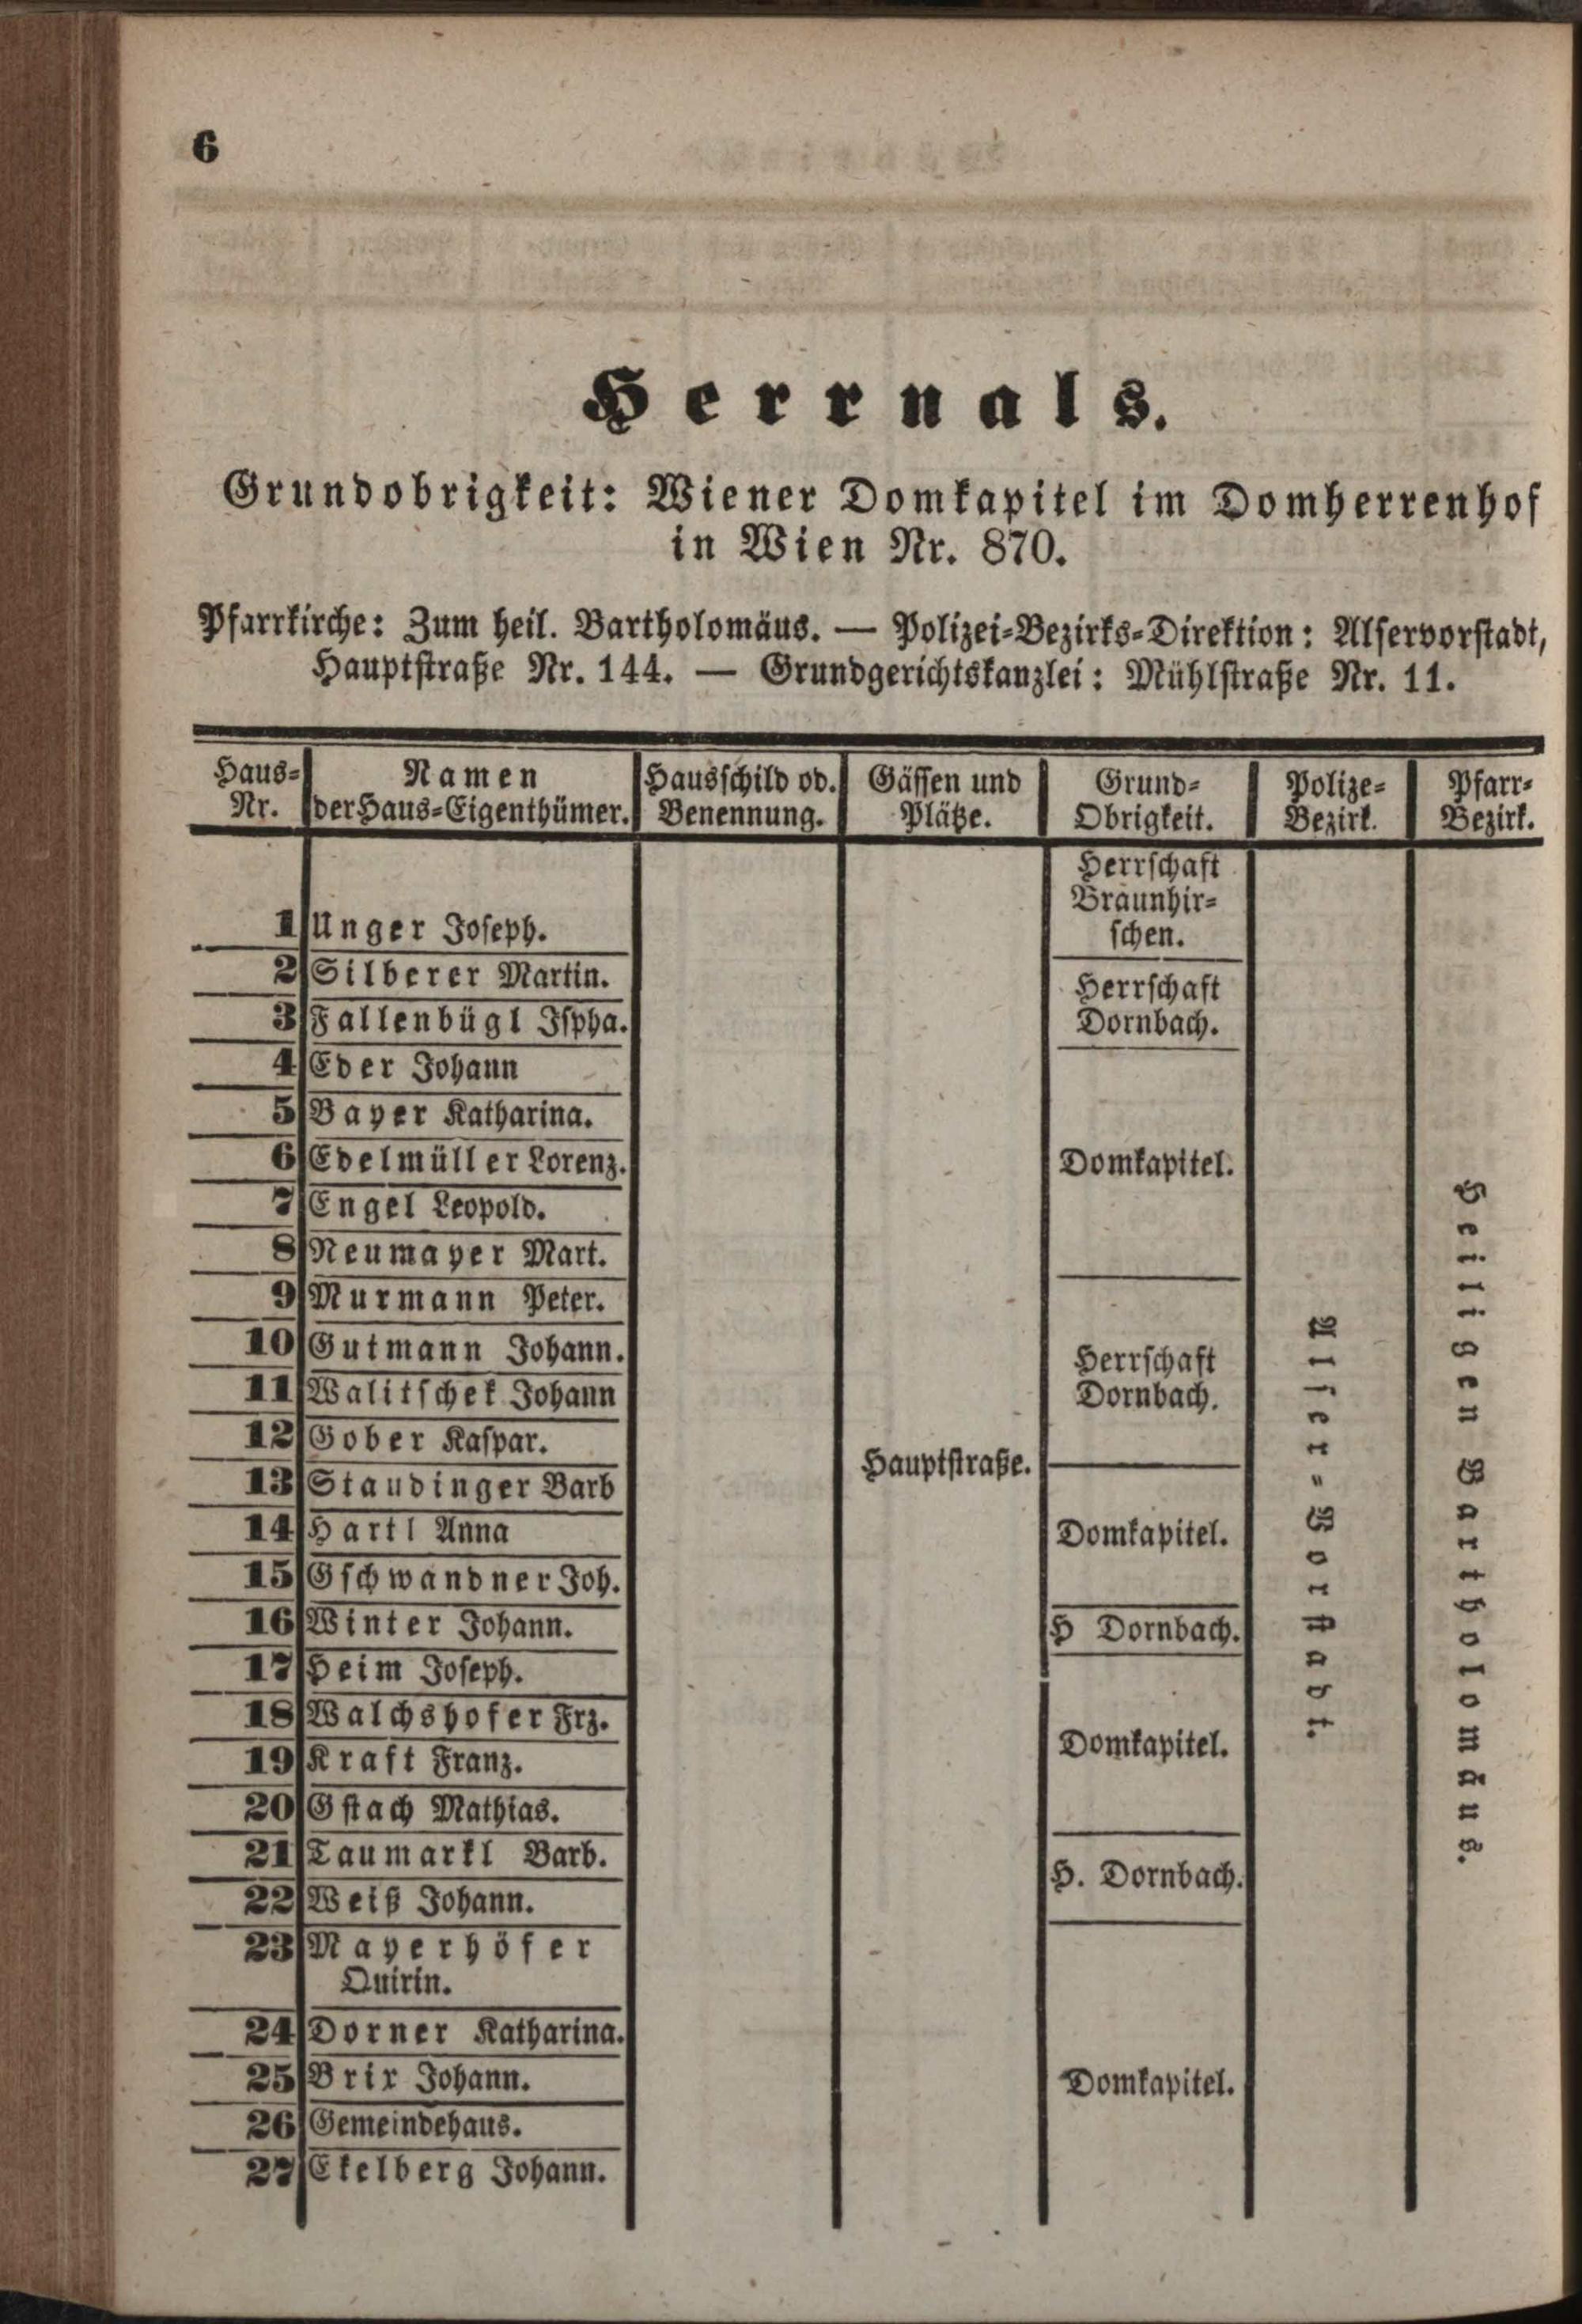 6
Herrnals.
Grundobrigkeit: Wiener Domkapitel im Domherrenhof
in Wien Nr. 870.
Pfarrkirche: Zum heil. Bartholomäus. — Polizei-Bezirks-Direktion: Alservorstadt,
Hauptstraße Nr. 144. — Grundgerichtskanzlei: Mühlstraße Nr. 11.
Haus-Nr. Namen der Haus-Eigenthümer. Hausschild od. Benennung. Gässen und Plätze. Grund-Obrigkeit. Polize-Bezirk. Pfarr-Bezirk.
Herrschaft
Braunhir-
1 Unger Joseph. schen.
2 Silberer Martin. Herrschaft
3 Fallenbügl Jspha. Dornbach.
4 Eder Johann
5 Bayer Katharina.
6 Edelmüller Lorenz. Domkapitel.
7 Engel Leopold.
8 Neumayer Mart.
9 Murmann Peter.
10 Gutmann Johann. Herrschaft
11 Walitschek Johann Dornbach.
12 Gober Kaspar.
Hauptstraße.
13 Staudinger Barb
14 Hartl Anna Domkapitel.
15 Gschwandner Joh.
16 Winter Johann. H Dornbach.
17 Heim Joseph.
18 Walchshofer Frz.
19 Kraft Franz. Domkapitel.
20 Gstach Mathias.
21 Taumarkl Barb. H. Dornbach.
22 Weiß Johann.
23 Mayerhöfer
Quirin.
24 Dorner Katharina.
25 Brix Johann. Domkapitel.
26 Gemeindehaus.
27 Ekelberg Johann.
Alser-Vorstadt.
Heiligen Bartholomäus.